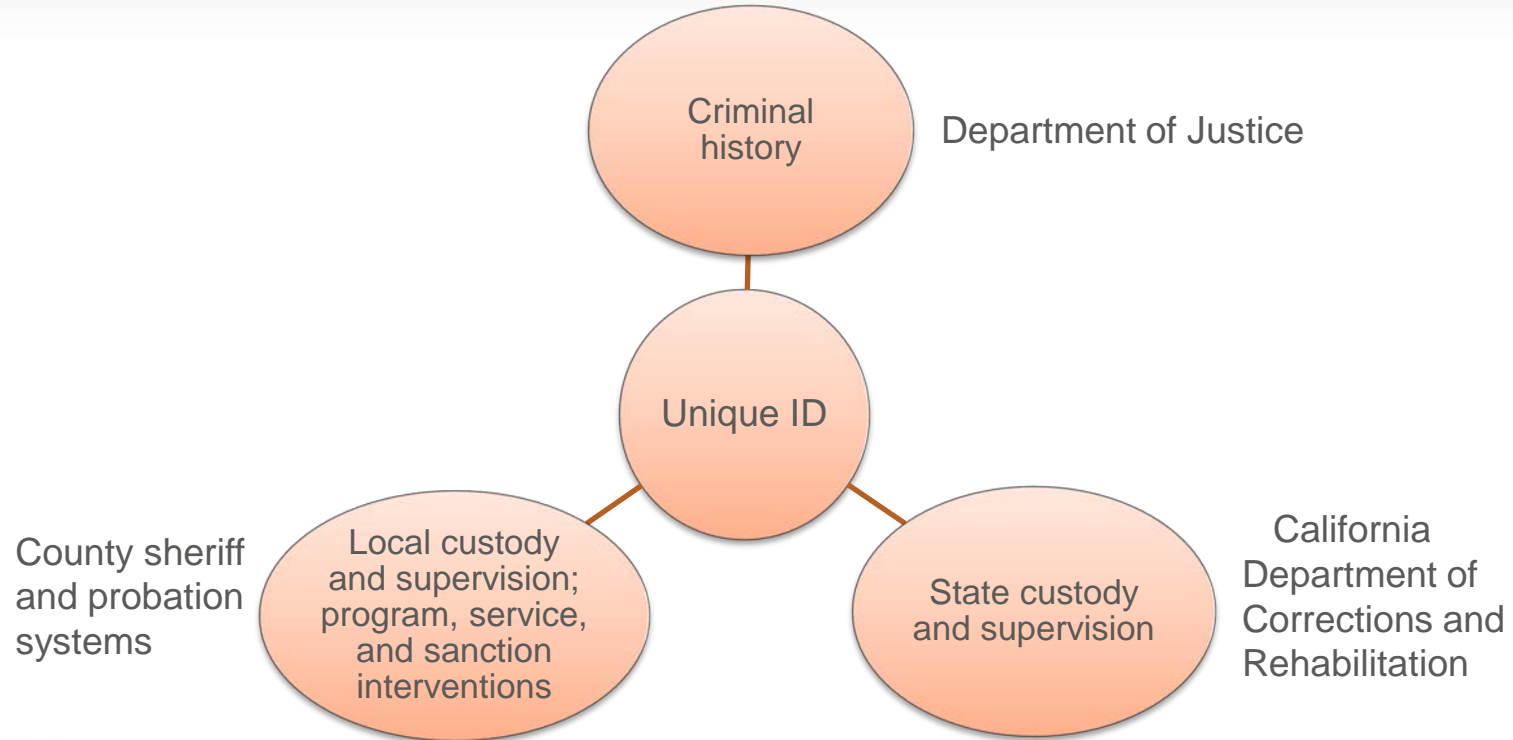 Criminal
history
Department of Justice
Unique ID
County sheriff
and probation
systems
Local custody
and supervision;
program, service,
and sanction
interventions
State custody
and supervision
California
Department of
Corrections and
Rehabilitation